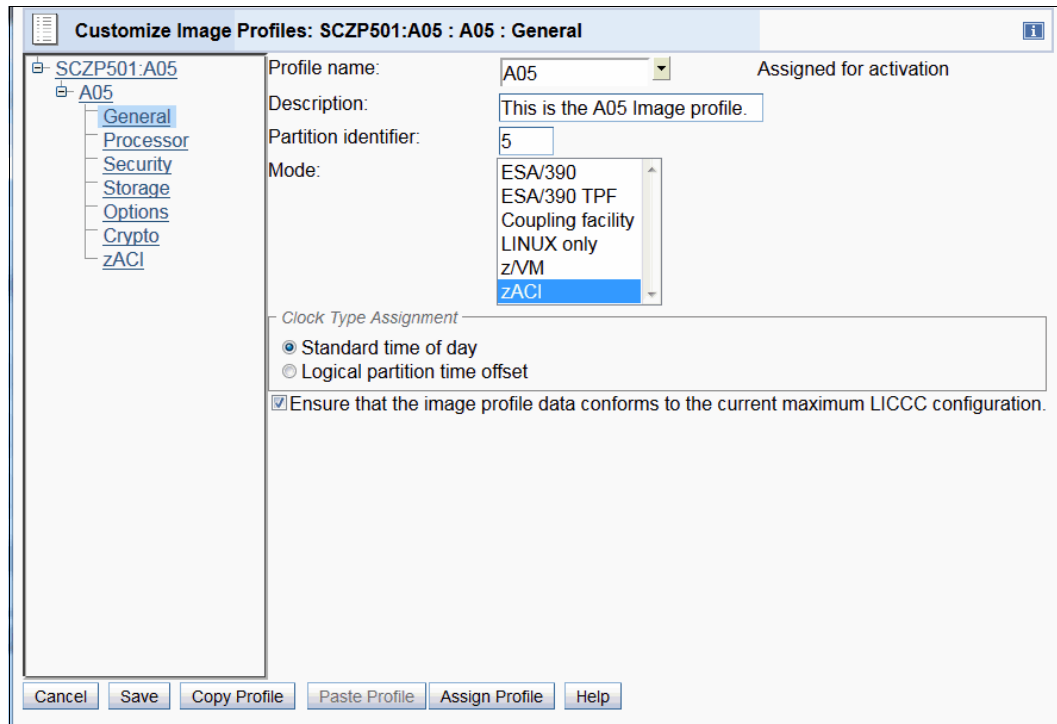 Customize Image Profiles: SCZP501:A05 : A05 : General
i
SCZP501:A05
A05
General
Processor
Security
Storage
Options
Crypto
zACI
Profile name:
A05
Assigned for activation
Description:
This is the A05 Image profile.
Partition identifier:
5
Mode:
ESA/390
ESA/390 TPF
Coupling facility
LINUX only
z/VM
zACI
Clock Type Assignment
Standard time of day
Logical partition time offset
Ensure that the image profile data conforms to the current maximum LICCC configuration.
Cancel Save Copy Profile Paste Profile Assign Profile Help